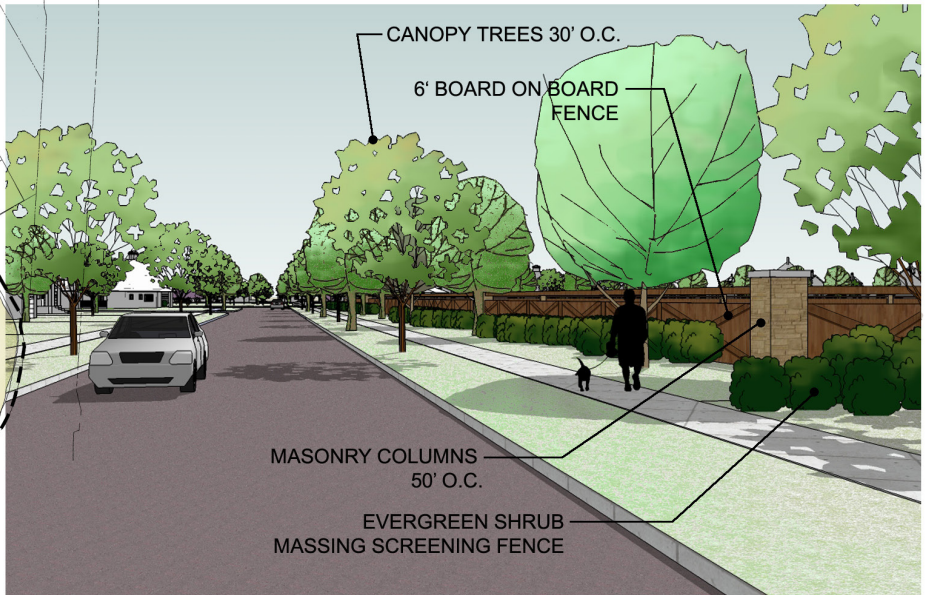 CANOPY TREES 30' O.C.
6' BOARD ON BOARD
FENCE
MASONRY COLUMNS
50' O.C.
EVERGREEN SHRUB
MASSING SCREENING FENCE